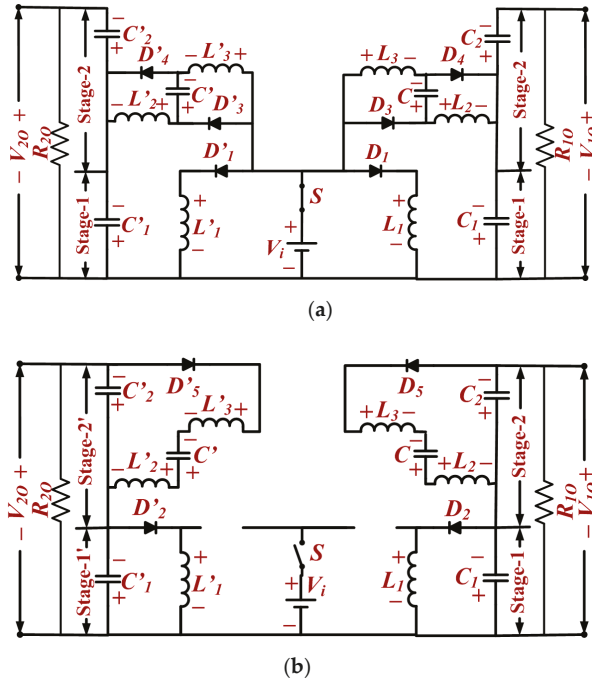 − C'2 +
D'4
− L'3 +
+ L3 −
D4
C2 − +
Stage-2
− L'2 +
− C' +
D'3
D3
C − +
+ L2 −
Stage-2
− V2O +
R2O
D'1
D1
R1O
− V1O +
Stage-1
− C'1 +
+ L'1 −
S
+ Vi −
L1 + −
C1 − +
Stage-1
(a)
− C'2 +
D'5
D5
C2 − +
− L'3 +
+ L3 −
Stage-2'
− L'2 +
− C' +
C − +
+ L2 −
Stage-2
− V2O +
R2O
D'2
D2
R1O
− V1O +
Stage-1'
− C'1 +
+ L'1 −
S
+ Vi −
L1 + −
C1 − +
Stage-1
(b)